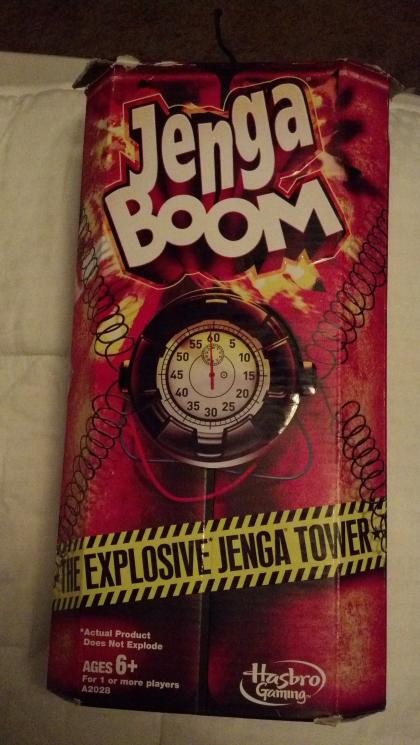 Jenga
BOOM
60
55 5
50 10
45 15
40 20
35 25
30
THE EXPLOSIVE JENGA TOWER*
*Actual Product
Does Not Explode
AGES 6+
For 1 or more players
A2028
Hasbro
Gaming